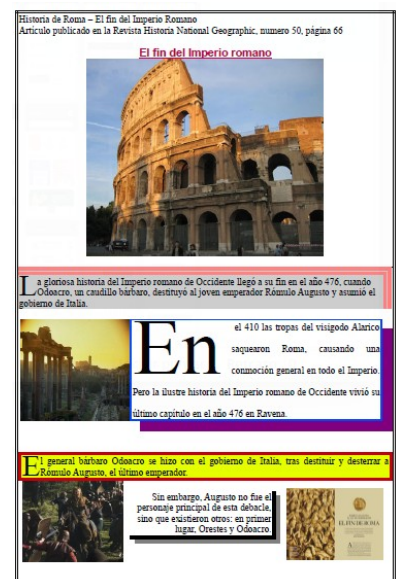 Historia de Roma – El fin del Imperio Romano
Artículo publicado en la Revista Historia National Geographic, numero 50, página 66
El fin del Imperio romano
La gloriosa historia del Imperio romano de Occidente llegó a su fin en el año 476, cuando
Odoacro, un caudillo bárbaro, destituyó al joven emperador Rómulo Augusto y asumió el
gobierno de Italia.
En el 410 las tropas del visigodo Alarico
saquearon Roma, causando una
conmoción general en todo el Imperio.
Pero la ilustre historia del Imperio romano de Occidente vivió su
último capítulo en el año 476 en Ravena.
El general bárbaro Odoacro se hizo con el gobierno de Italia, tras destituir y desterrar a
Rómulo Augusto, el último emperador.
Sin embargo, Augusto no fue el
personaje principal de esta debacle,
sino que existieron otros: en primer
lugar, Orestes y Odoacro.
EL FIN DE ROMA